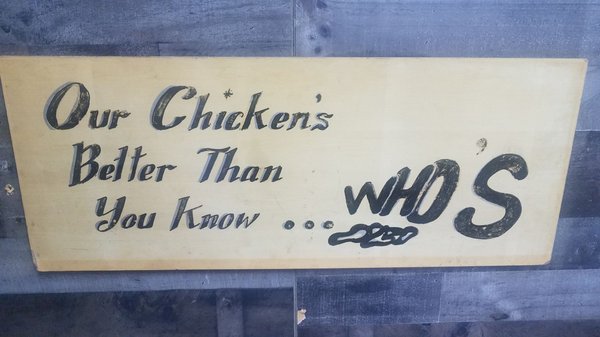 Our Chicken's
Better Than
You Know ... WHO'S